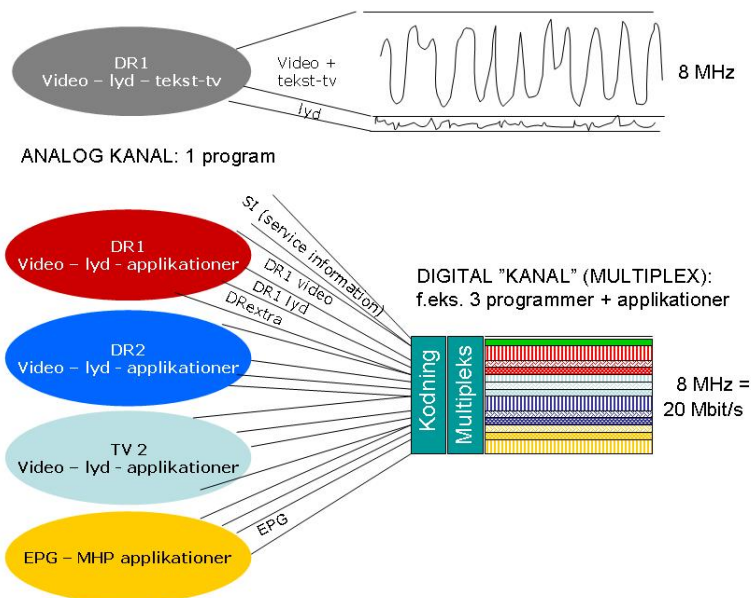 DR1
Video – lyd – tekst-tv
Video +
tekst-tv
lyd
8 MHz
ANALOG KANAL: 1 program
SI (service information)
DR1 video
DR1 lyd
DRextra
DR1
Video – lyd - applikationer
DIGITAL "KANAL" (MULTIPLEX):
f.eks. 3 programmer + applikationer
DR2
Video – lyd - applikationer
Kodning
Multipleks
8 MHz =
20 Mbit/s
TV 2
Video – lyd - applikationer
EPG
EPG – MHP applikationer